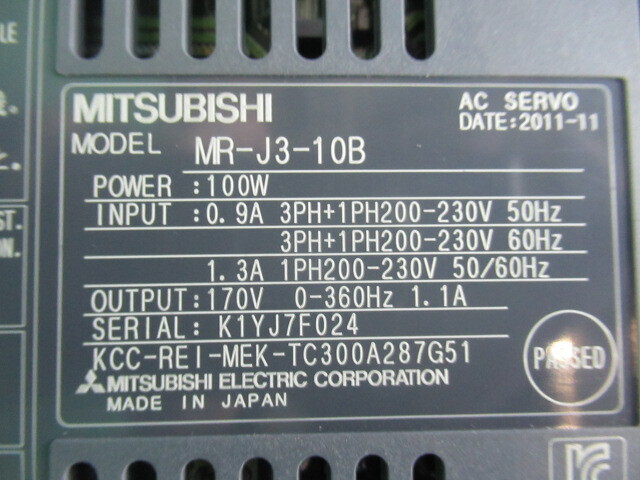 MITSUBISHI
AC SERVO
DATE:2011-11
MODEL MR-J3-10B
POWER :100W
INPUT :0.9A 3PH+1PH200-230V 50Hz
3PH+1PH200-230V 60Hz
1.3A 1PH200-230V 50/60Hz
OUTPUT:170V 0-360Hz 1.1A
SERIAL: K1YJ7F024
KCC-REI-MEK-TC300A287G51
PASSED
MITSUBISHI ELECTRIC CORPORATION
MADE IN JAPAN